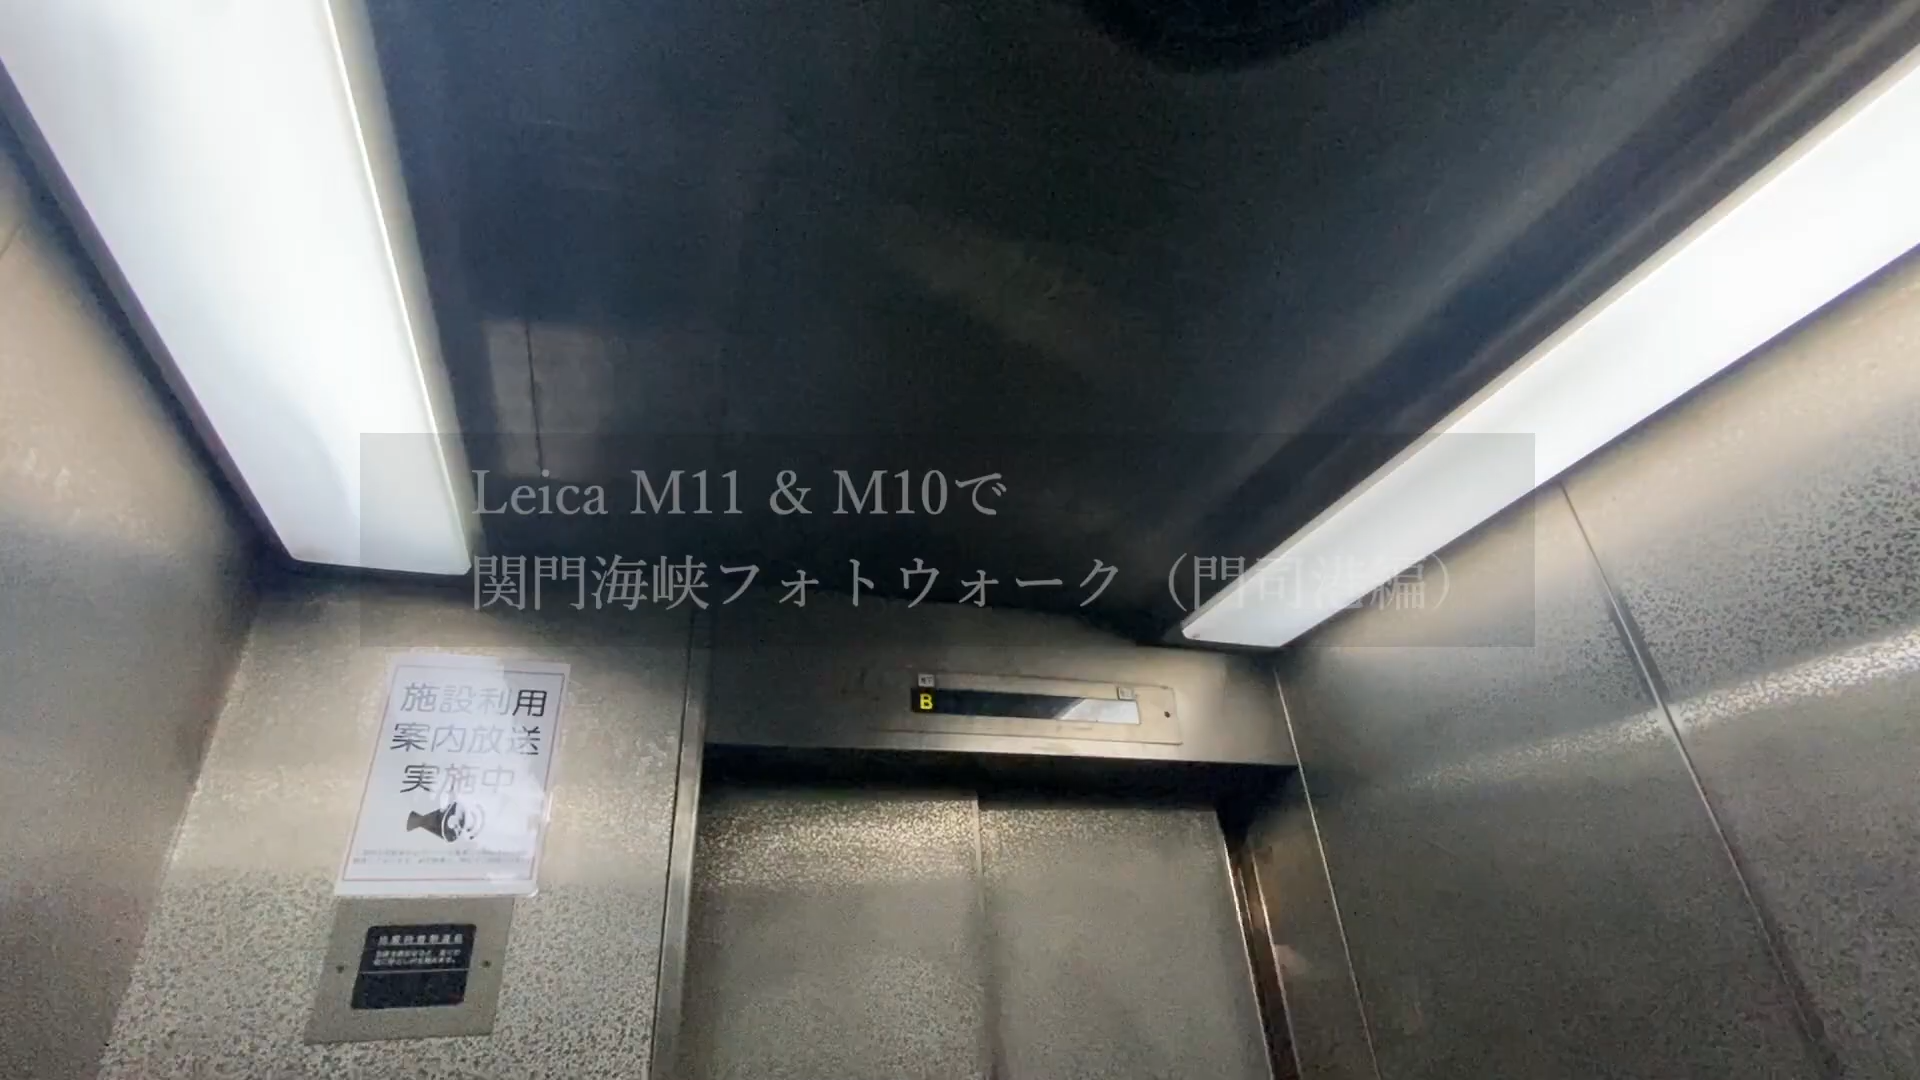 Leica M11 & M10で
関門海峡フォトウォーク（門司港編）
施設利用
案内放送
実施中
B